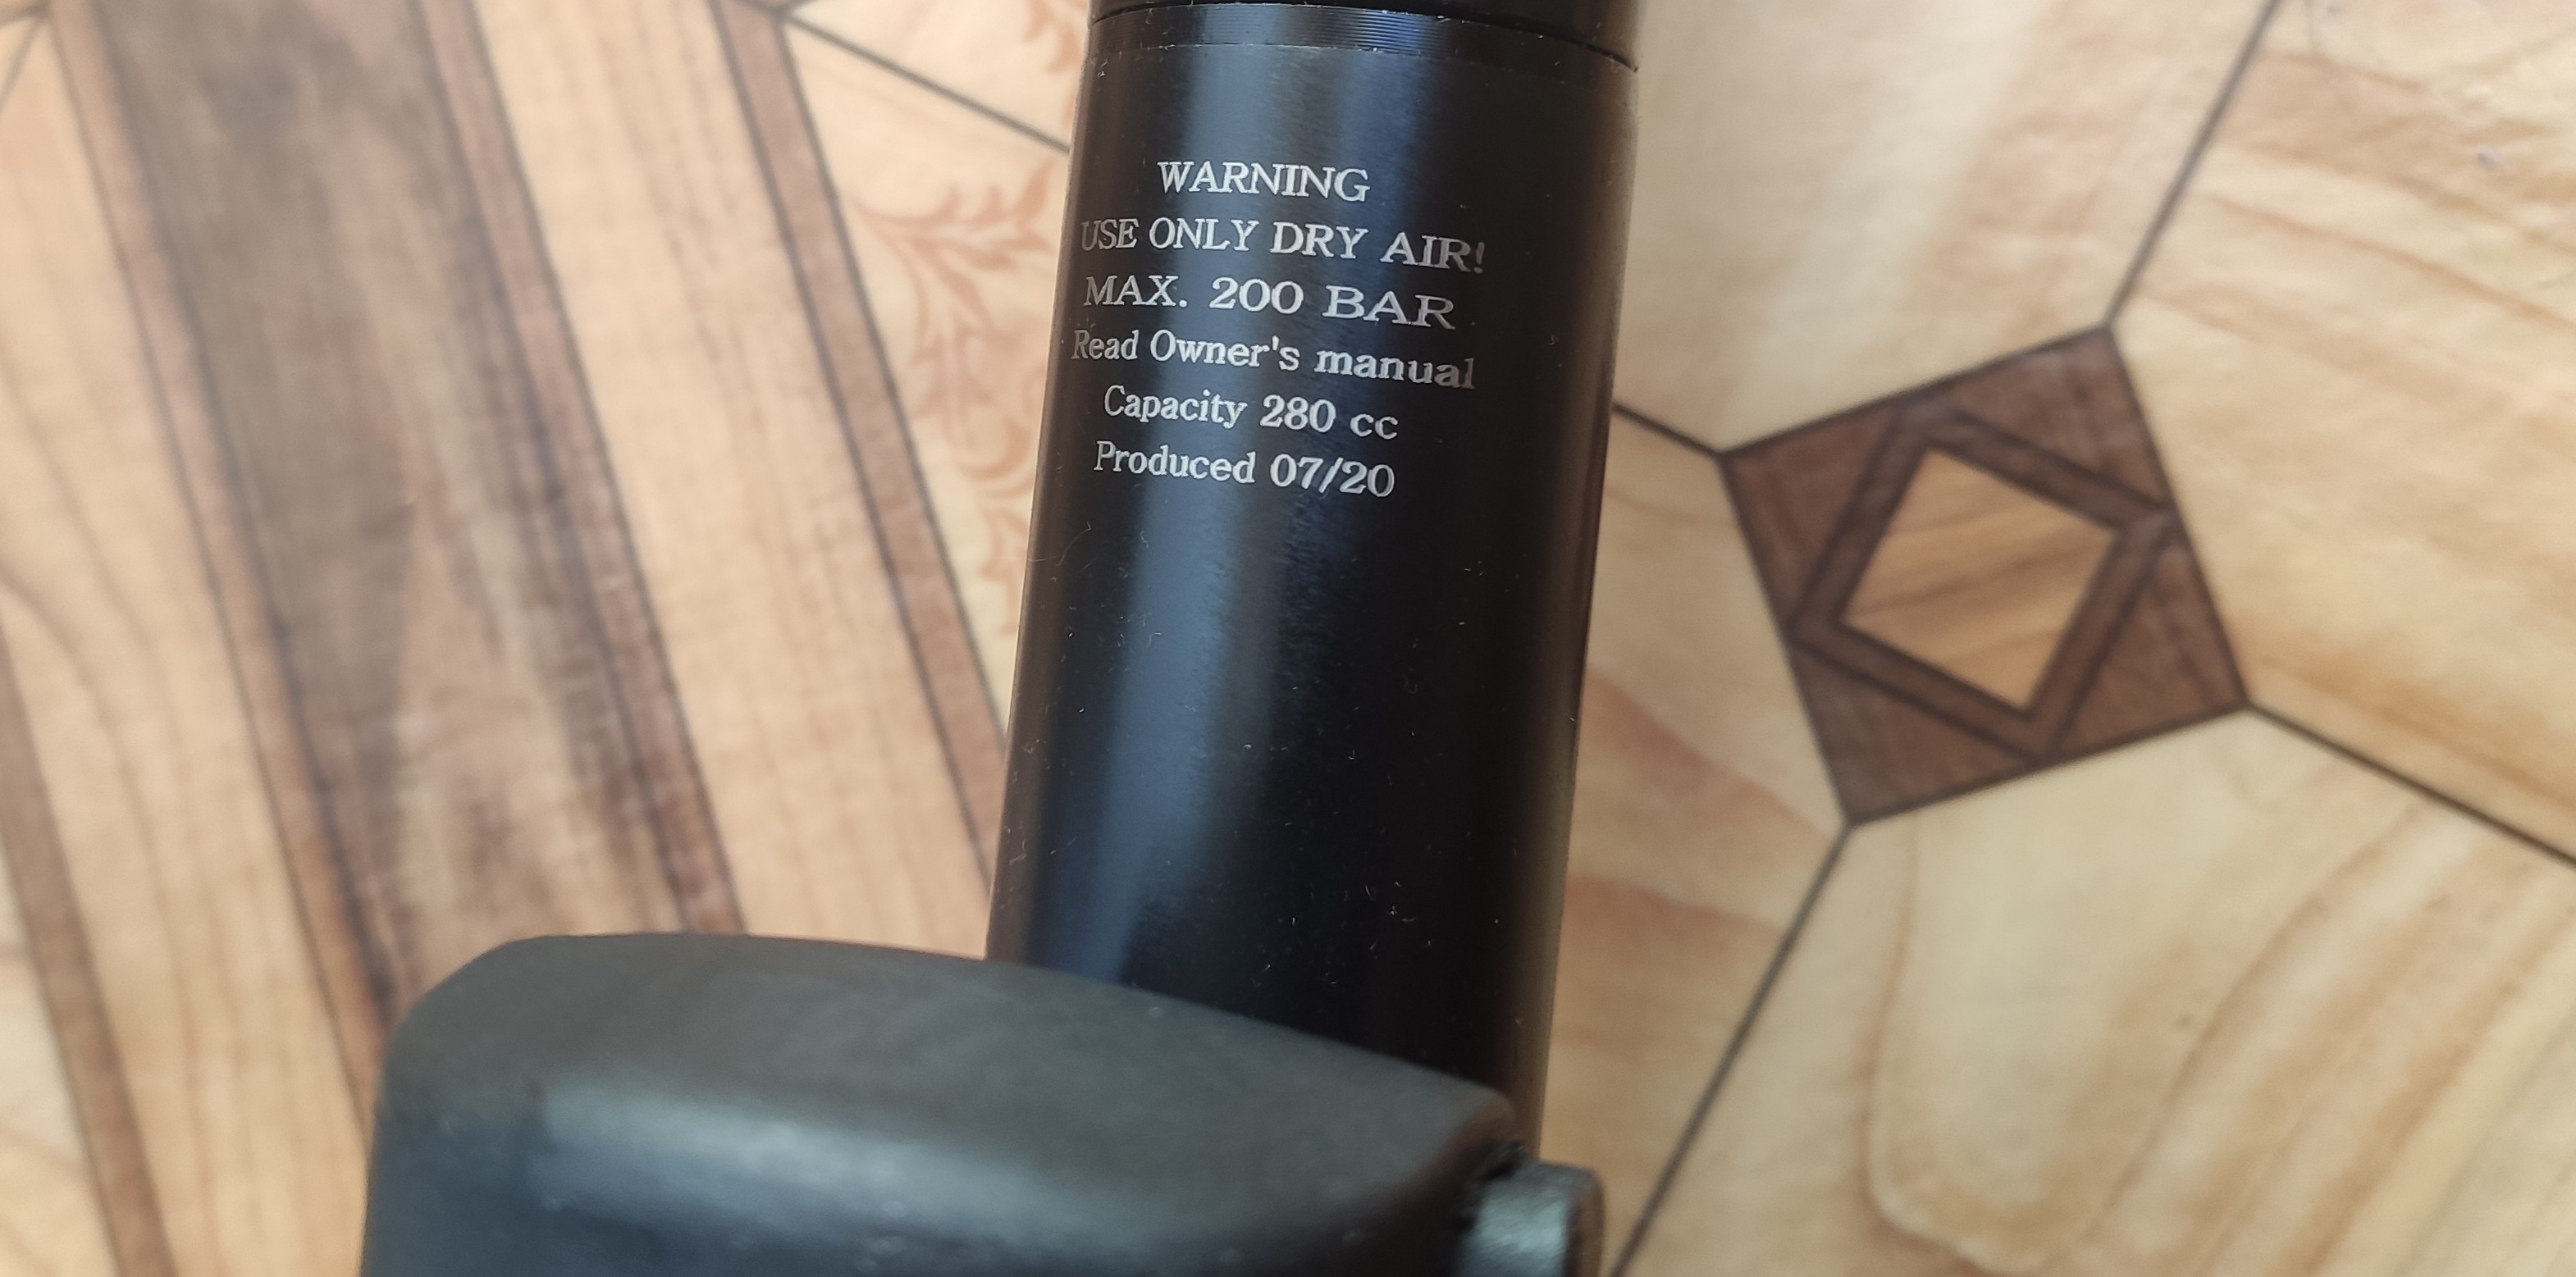 WARNING
USE ONLY DRY AIR!
MAX. 200 BAR
Read Owner's manual
Capacity 280 cc
Produced 07/20